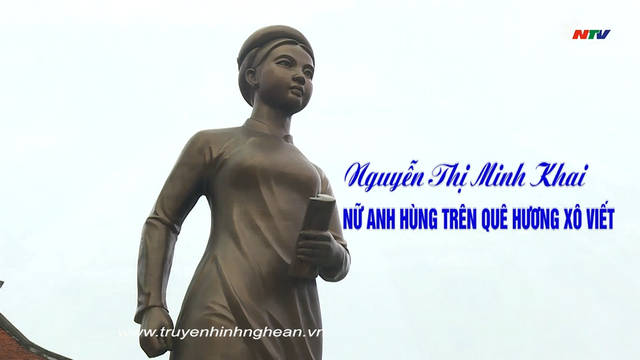 NTV
Nguyễn Thị Minh Khai
NỮ ANH HÙNG TRÊN QUÊ HƯƠNG XÔ VIẾT
www.truyenhinhnghean.vn